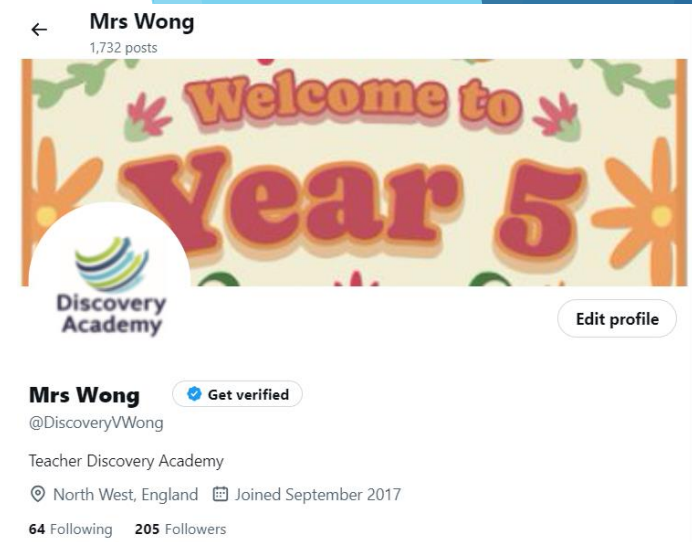 Mrs Wong
1,732 posts
Welcome to
Year 5
Discovery
Academy
Edit profile
Mrs Wong Get verified
@DiscoveryVWong
Teacher Discovery Academy
North West, England Joined September 2017
64 Following 205 Followers